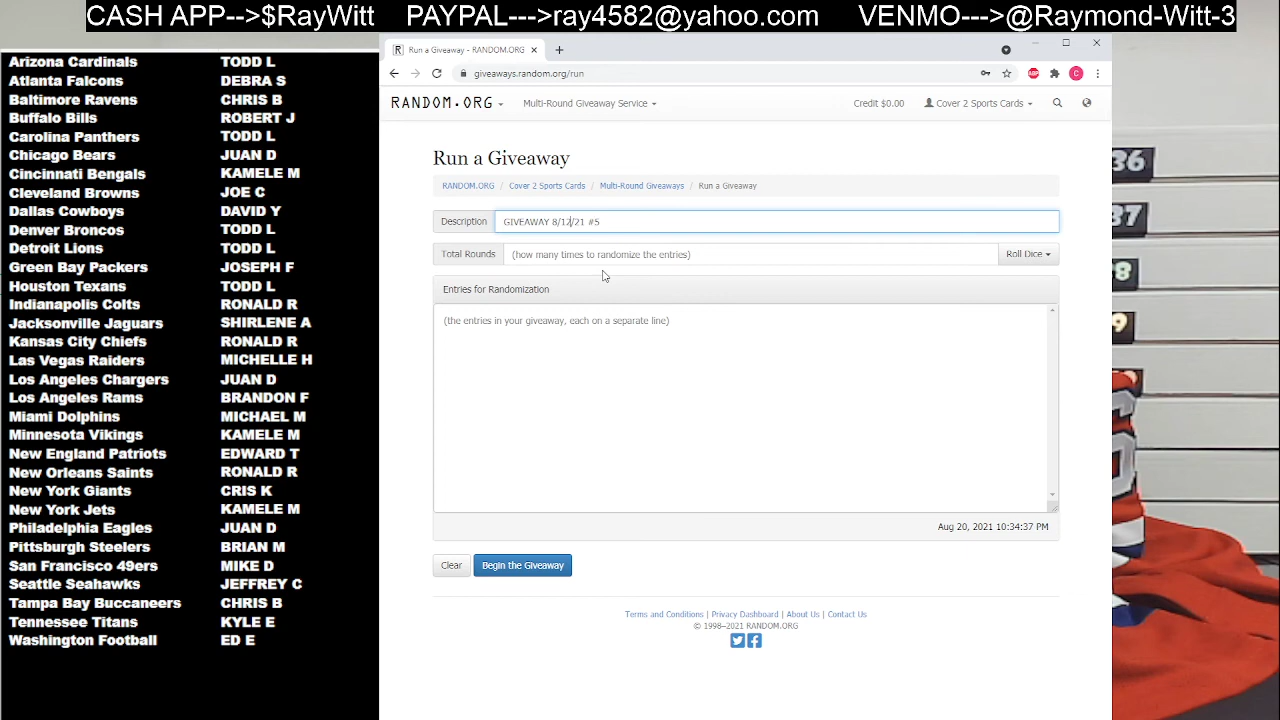 CASH APP-->$RayWitt PAYPAL--->ray4582@yahoo.com VENMO--->@Raymond-Witt-3
Arizona Cardinals TODD L
Atlanta Falcons DEBRA S
Baltimore Ravens CHRIS B
Buffalo Bills ROBERT J
Carolina Panthers TODD L
Chicago Bears JUAN D
Cincinnati Bengals KAMELE M
Cleveland Browns JOE C
Dallas Cowboys DAVID Y
Denver Broncos TODD L
Detroit Lions TODD L
Green Bay Packers JOSEPH F
Houston Texans TODD L
Indianapolis Colts RONALD R
Jacksonville Jaguars SHIRLENE A
Kansas City Chiefs RONALD R
Las Vegas Raiders MICHELLE H
Los Angeles Chargers JUAN D
Los Angeles Rams BRANDON F
Miami Dolphins MICHAEL M
Minnesota Vikings KAMELE M
New England Patriots EDWARD T
New Orleans Saints RONALD R
New York Giants CRIS K
New York Jets KAMELE M
Philadelphia Eagles JUAN D
Pittsburgh Steelers BRIAN M
San Francisco 49ers MIKE D
Seattle Seahawks JEFFREY C
Tampa Bay Buccaneers CHRIS B
Tennessee Titans KYLE E
Washington Football ED E
Run a Giveaway - RANDOM.ORG
giveaways.random.org/run
ABP
C
RANDOM.ORG Multi-Round Giveaway Service Credit $0.00 Cover 2 Sports Cards
Run a Giveaway
RANDOM.ORG / Cover 2 Sports Cards / Multi-Round Giveaways / Run a Giveaway
Description GIVEAWAY 8/12/21 #5
Total Rounds (how many times to randomize the entries) Roll Dice
Entries for Randomization
(the entries in your giveaway, each on a separate line)
Aug 20, 2021 10:34:37 PM
Clear Begin the Giveaway
Terms and Conditions | Privacy Dashboard | About Us | Contact Us
© 1998–2021 RANDOM.ORG
36
37